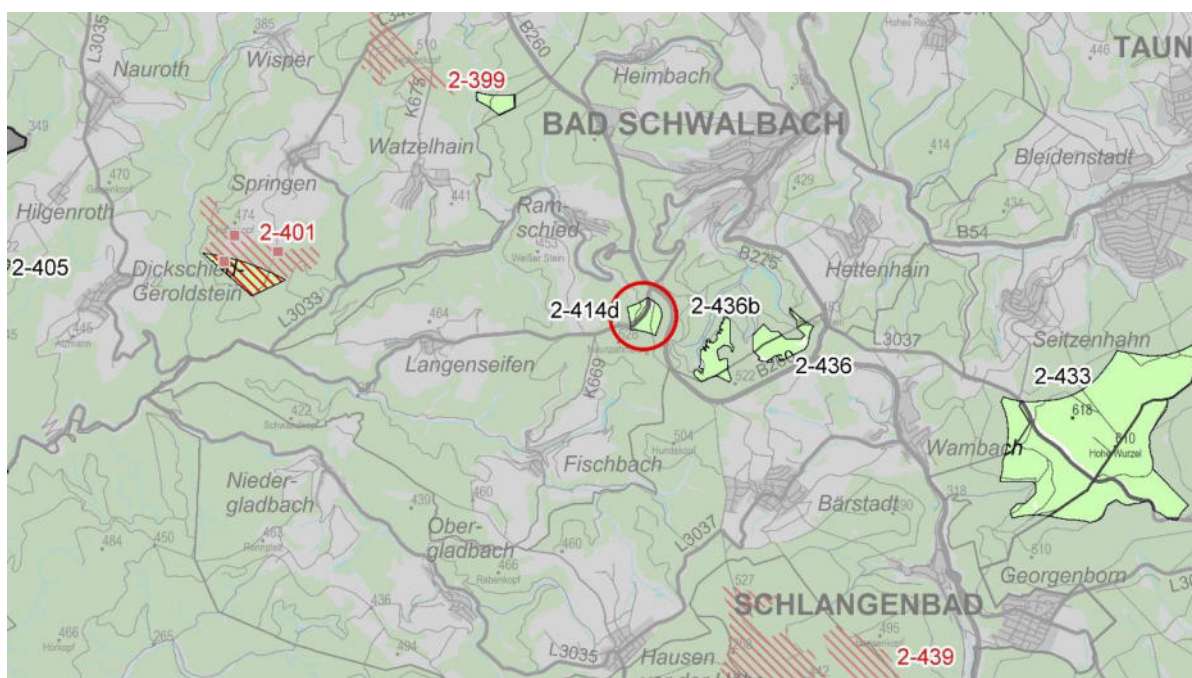 L3035
385
Wisper
B260
Heimbach
TAUN
446
Nauroth
510
2-399
K675
349
BAD SCHWALBACH
Watzelhain
414
Bleidenstadt
470
Springen
441
429
434
Hilgenroth
474
2-401
Ram-
schied
453
Weißer Stein
B54
2-405
Dickschied
Geroldstein
B275
Hettenhain
L3033
2-414d
2-436b
464
445
Langenseifen
K669
522
B260
2-436
L3037
Seitzenhahn
2-433
618
610
Hohe Wurzel
422
504
Hundskopf
Wambach
Fischbach
Nieder-
gladbach
439
460
Bärstadt
318
Ober-
gladbach
463
484
450
460
L3037
466
Rebenkopf
610
Georgenborn
527
436
SCHLANGENBAD
466
265
494
495
L3035
Hausen
2-439